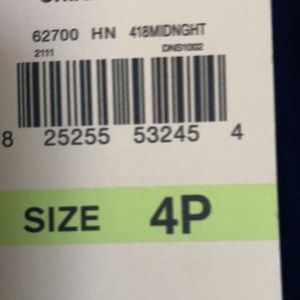 62700 HN 418MIDNGHT
2111 DNS1002
8 25255 53245 4
SIZE 4P